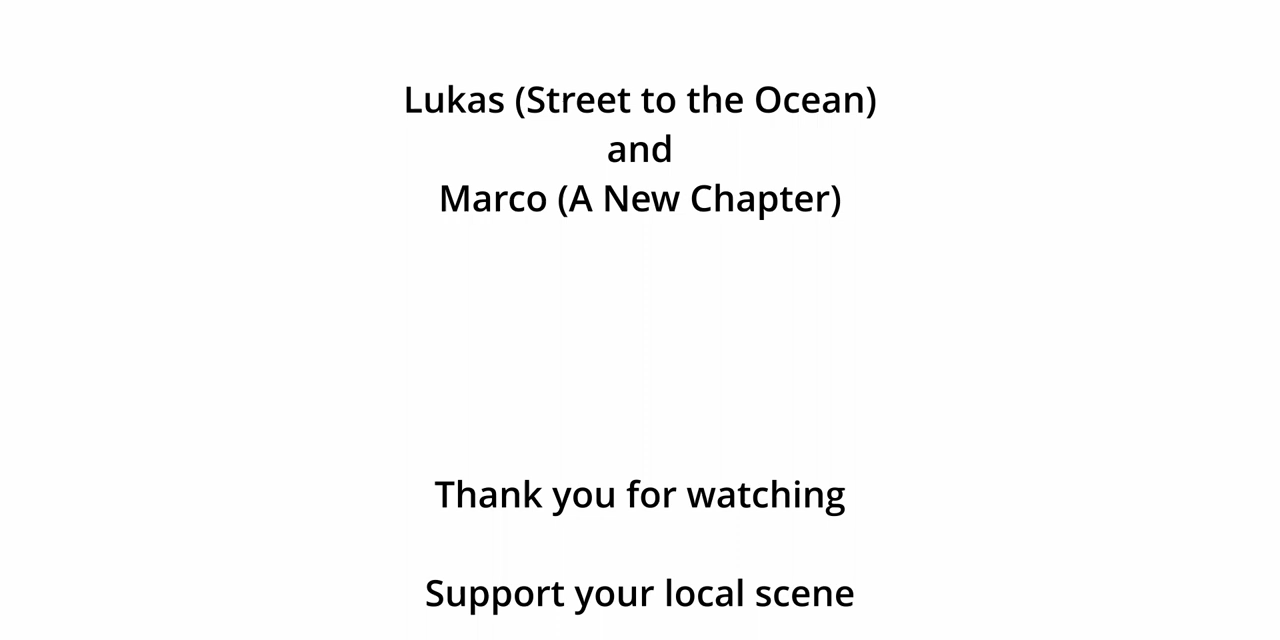 Lukas (Street to the Ocean)
and
Marco (A New Chapter)
Thank you for watching
Support your local scene